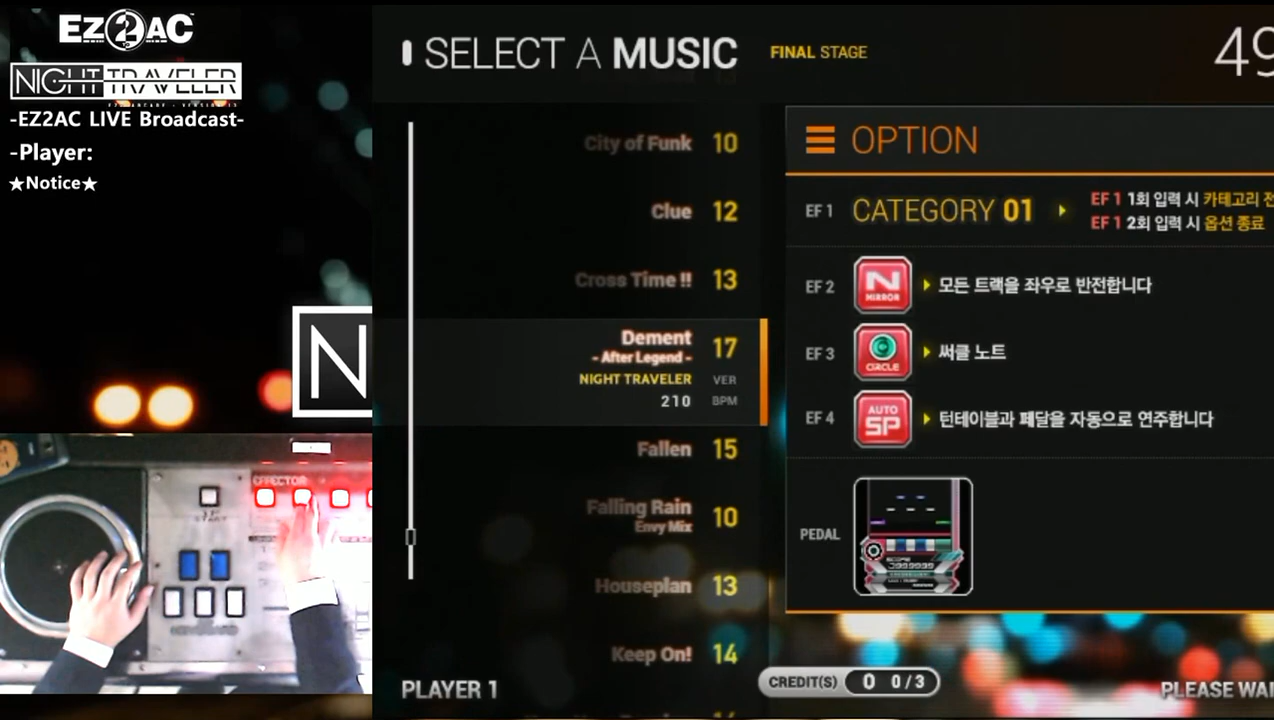 EZ2AC
NIGHT TRAVELER
-EZ2AC LIVE Broadcast-
-Player:
★Notice★
N
EFFECTOR
SELECT A MUSIC
FINAL STAGE
49
City of Funk 10
Clue 12
Cross Time !! 13
Dement 17
- After Legend -
NIGHT TRAVELER VER
210 BPM
Fallen 15
Falling Rain 10
Envy Mix
Houseplan 13
Keep On! 14
OPTION
EF 1 CATEGORY 01
EF 1 1회 입력 시 카테고리 전
EF 1 2회 입력 시 옵션 종료
EF 2 N MIRROR 모든 트랙을 좌우로 반전합니다
EF 3 CIRCLE 써클 노트
EF 4 AUTO SP 턴테이블과 페달을 자동으로 연주합니다
PEDAL
PLAYER 1
CREDIT(S) 0 0/3
PLEASE WAI